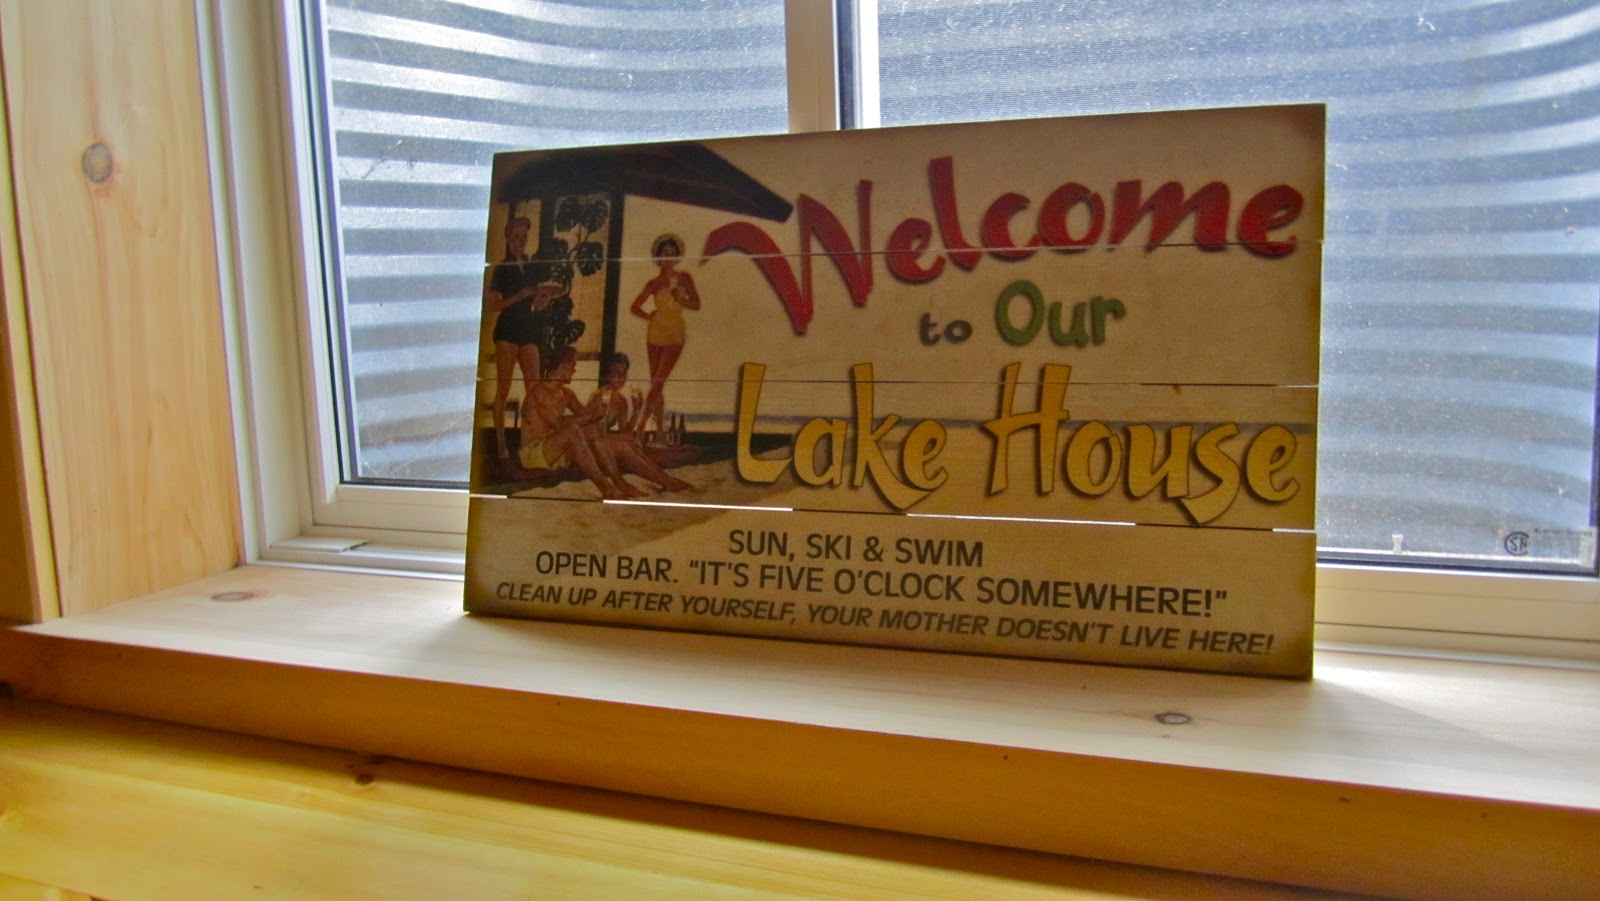 Welcome
to Our
Lake House
SUN, SKI & SWIM
OPEN BAR. "IT'S FIVE O'CLOCK SOMEWHERE!"
CLEAN UP AFTER YOURSELF, YOUR MOTHER DOESN'T LIVE HERE!